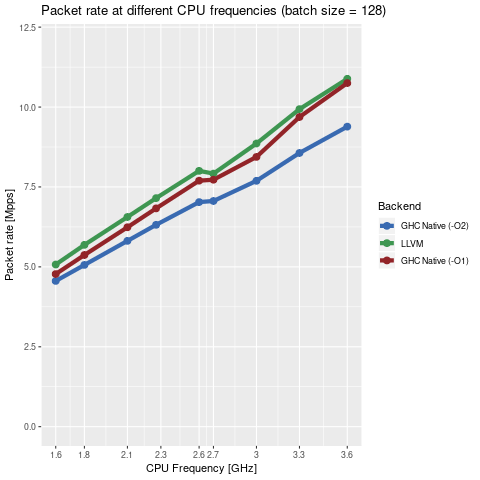 Packet rate at different CPU frequencies (batch size = 128)
12.5
10.0
7.5
5.0
2.5
0.0
Packet rate [Mpps]
1.6 1.8 2.1 2.3 2.6 2.7 3 3.3 3.6
CPU Frequency [GHz]
Backend
GHC Native (-O2)
LLVM
GHC Native (-O1)